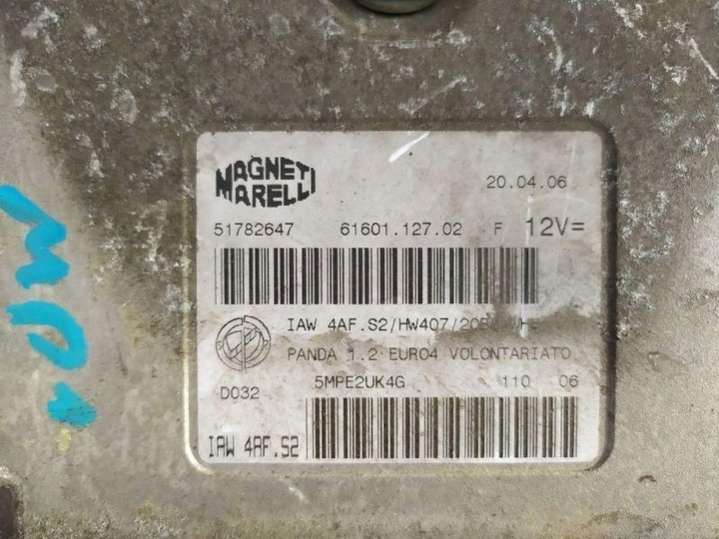 MAGNETI MARELLI
20.04.06
51782647 61601.127.02 F 12V=
IAW 4AF.S2/HW407/
PANDA 1.2 EURO4 VOLONTARIATO
D032 5MPE2UK4G 110 06
IAW 4AF.S2